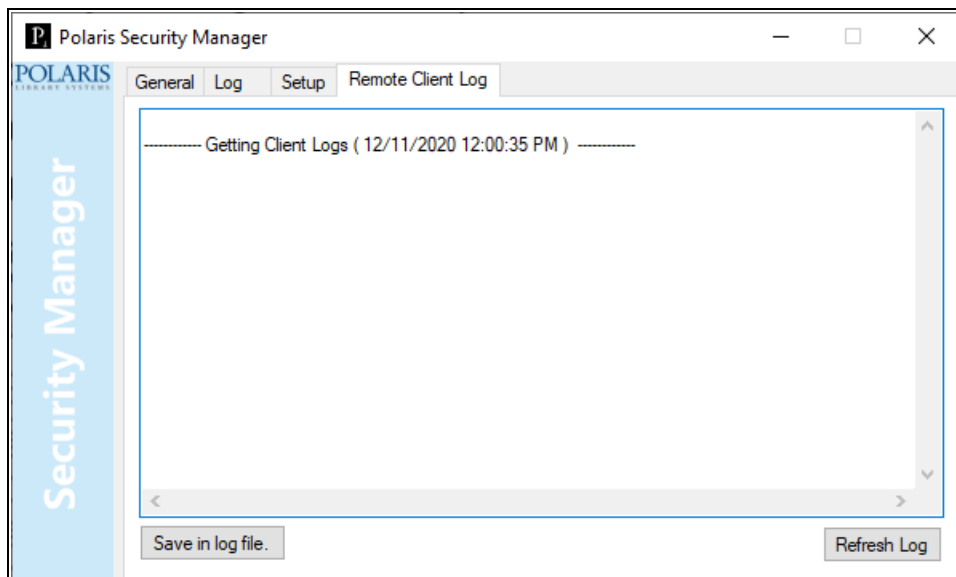 P Polaris Security Manager
POLARIS
LIBRARY SYSTEMS
General Log Setup Remote Client Log
------------ Getting Client Logs ( 12/11/2020 12:00:35 PM ) ------------
Security Manager
Save in log file.
Refresh Log